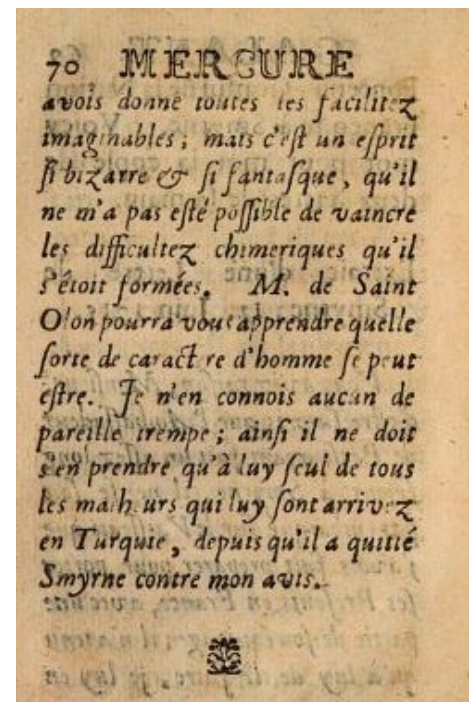 70 MERCURE
avois donné toutes les facilitez
imaginables ; mais c'eſt un eſprit
ſi bizarre & ſi fantaſque, qu'il
ne m'a pas eſté poſſible de vaincre
les difficultez chimeriques qu'il
s'étoit formées. M. de Saint
Olon pourra vous apprendre quelle
ſorte de caract re d'homme ſe peut
eſtre. Je n'en connois aucun de
pareille trempe ; ainſi il ne doit
s'en prendre qu'à luy ſeul de tous
les malh urs qui luy ſont arrivez
en Turquie, depuis qu'il a quitté
Smyrne contre mon avis.